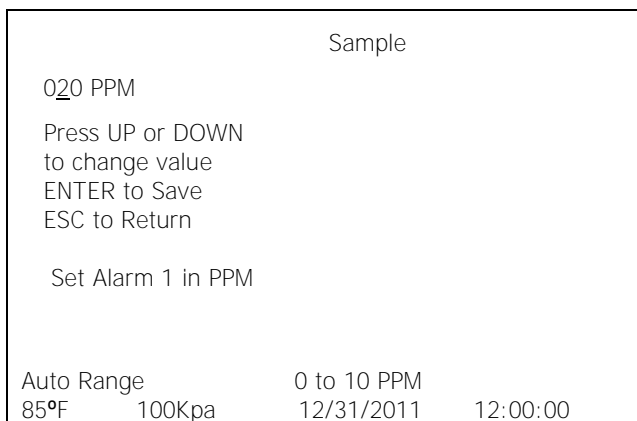 Sample
020 PPM
Press UP or DOWN
to change value
ENTER to Save
ESC to Return
Set Alarm 1 in PPM
Auto Range 0 to 10 PPM
85ºF 100Kpa 12/31/2011 12:00:00